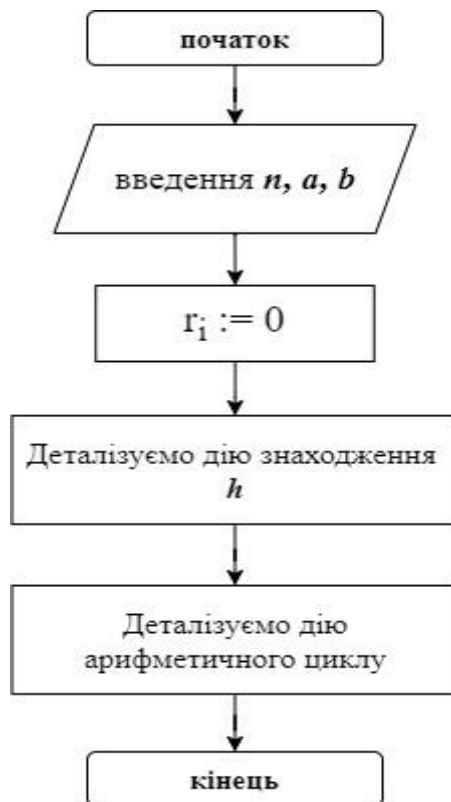 початок
введення n, a, b
rᵢ := 0
Деталізуємо дію знаходження
h
Деталізуємо дію
арифметичного циклу
кінець